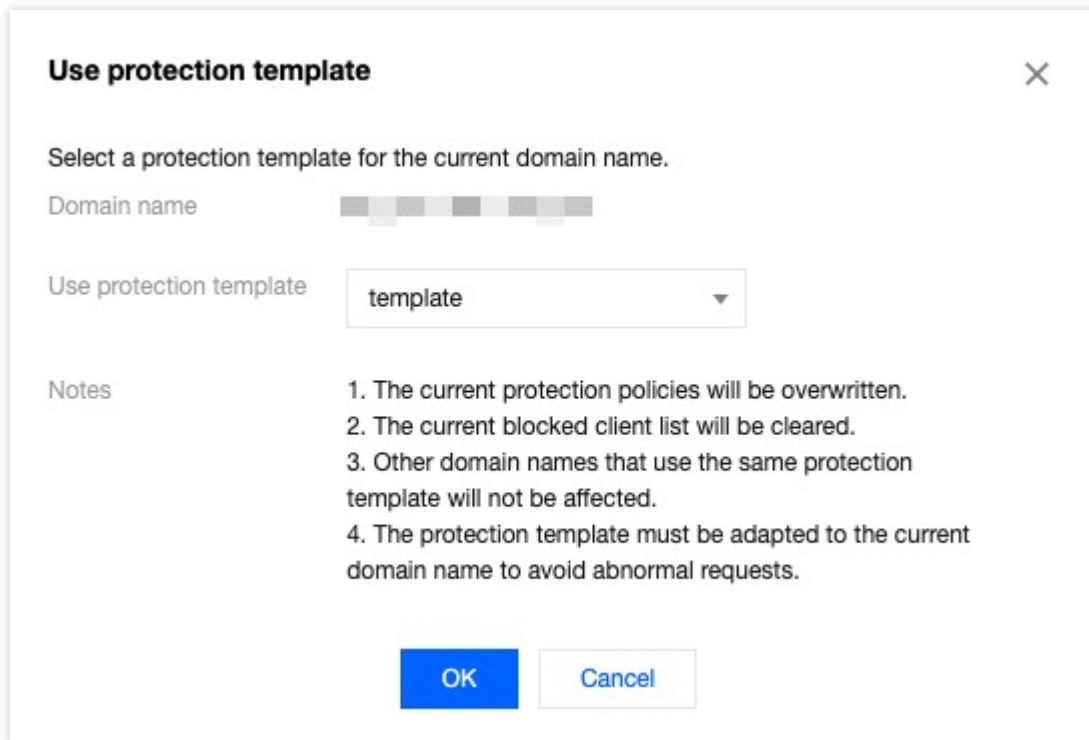 Use protection template
Select a protection template for the current domain name.
Domain name
Use protection template
template
Notes
1. The current protection policies will be overwritten.
2. The current blocked client list will be cleared.
3. Other domain names that use the same protection
template will not be affected.
4. The protection template must be adapted to the current
domain name to avoid abnormal requests.
OK
Cancel